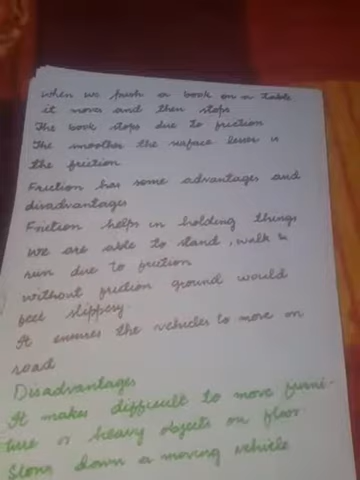 when we push a book on a table
it moves and then stops
The book stops due to friction
The smoother the surface lesser is
the friction
Friction has some advantages and
disadvantages
Friction helps in holding things
we are able to stand, walk &
run due to friction
without friction ground would
feel slippery.
It ensures the vehicles to move on
road
Disadvantages
It makes difficult to move furni-
ture or heavy objects on floor
Slows down a moving vehicle